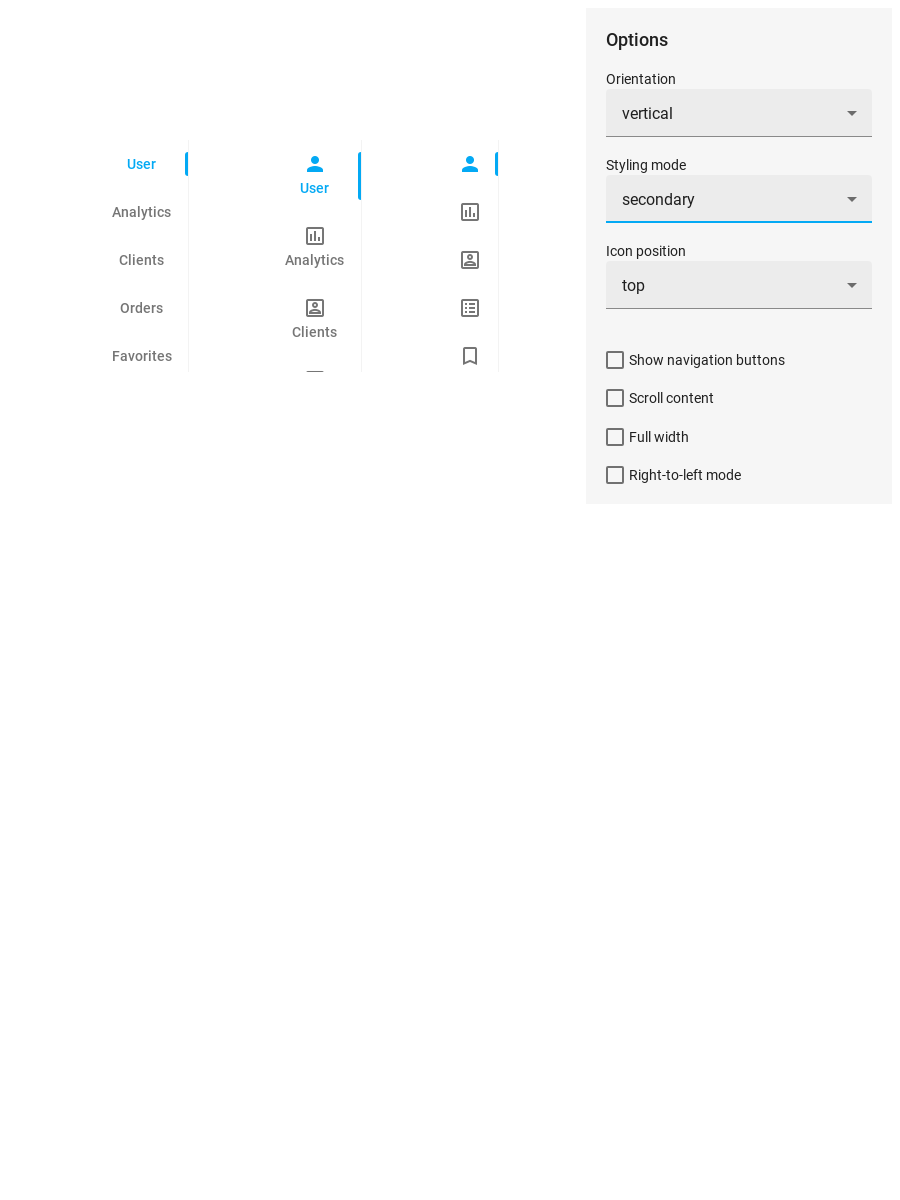 User
Analytics
Clients
Orders
Favorites
User
Analytics
Clients
Options
Orientation
vertical
Styling mode
secondary
Icon position
top
Show navigation buttons
Scroll content
Full width
Right-to-left mode